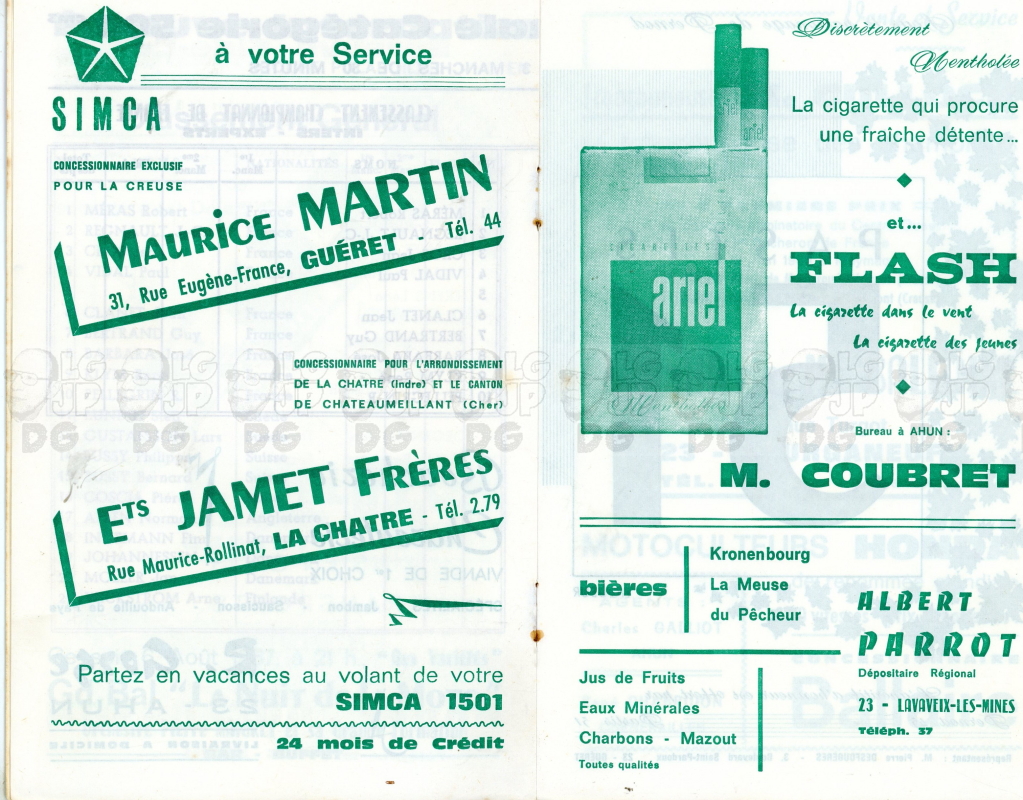 à votre Service
SIMCA
CONCESSIONNAIRE EXCLUSIF
POUR LA CREUSE
MAURICE MARTIN
31, Rue Eugène-France, GUÉRET - Tél. 44
CONCESSIONNAIRE POUR L'ARRONDISSEMENT
DE LA CHATRE (Indre) ET LE CANTON
DE CHATEAUMEILLANT (Cher)
ETS JAMET FRÈRES
Rue Maurice-Rollinat, LA CHATRE - Tél. 2.79
Partez en vacances au volant de votre
SIMCA 1501
24 mois de Crédit
Discrètement
Mentholée
La cigarette qui procure
une fraîche détente...
ariel
ariel
CIGARETTES
ariel
Mentholées
et...
FLASH
La cigarette dans le vent
La cigarette des jeunes
Bureau à AHUN :
M. COUBRET
bières
Kronenbourg
La Meuse
du Pêcheur
ALBERT
PARROT
Dépositaire Régional
23 - LAVAVEIX-LES-MINES
Téléph. 37
Jus de Fruits
Eaux Minérales
Charbons - Mazout
Toutes qualités